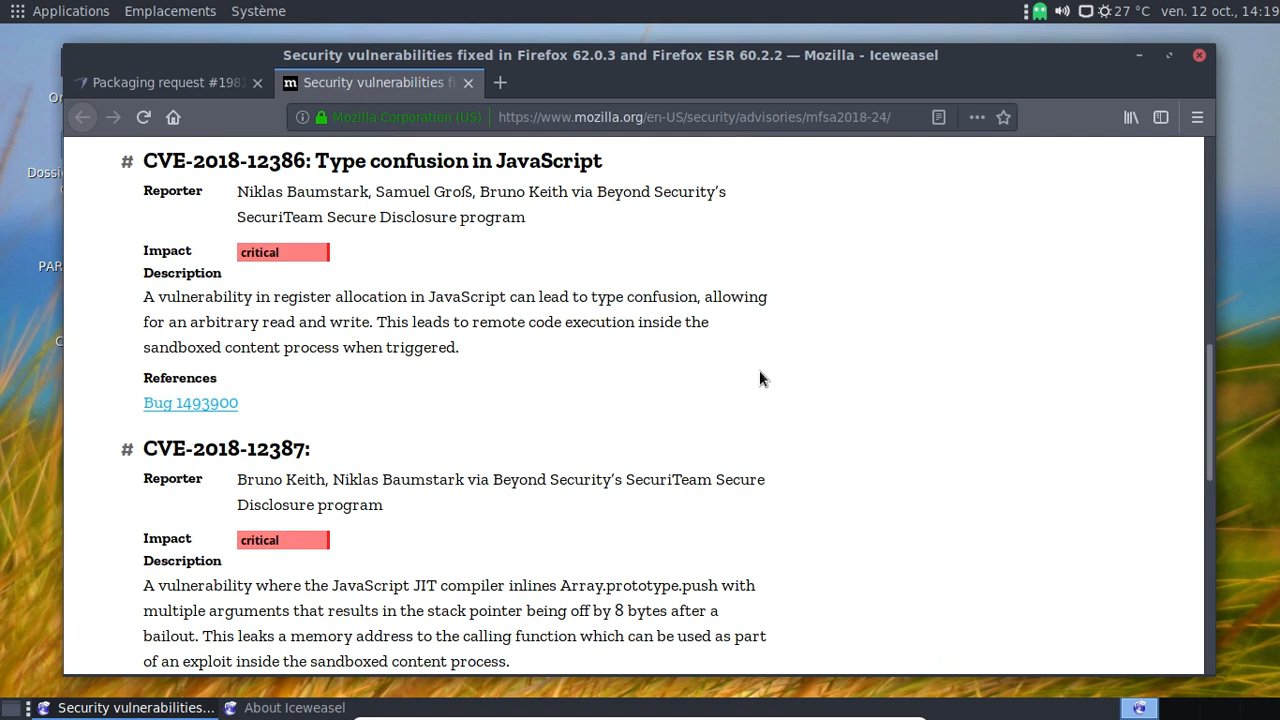 Applications Emplacements Système
27 °C ven. 12 oct., 14:19
Security vulnerabilities fixed in Firefox 62.0.3 and Firefox ESR 60.2.2 — Mozilla - Iceweasel
Packaging request #1981
m Security vulnerabilities fi
Mozilla Corporation (US) https://www.mozilla.org/en-US/security/advisories/mfsa2018-24/
# CVE-2018-12386: Type confusion in JavaScript
Reporter Niklas Baumstark, Samuel Groß, Bruno Keith via Beyond Security’s
SecuriTeam Secure Disclosure program
Impact critical
Description
A vulnerability in register allocation in JavaScript can lead to type confusion, allowing
for an arbitrary read and write. This leads to remote code execution inside the
sandboxed content process when triggered.
References
Bug 1493900
# CVE-2018-12387:
Reporter Bruno Keith, Niklas Baumstark via Beyond Security’s SecuriTeam Secure
Disclosure program
Impact critical
Description
A vulnerability where the JavaScript JIT compiler inlines Array.prototype.push with
multiple arguments that results in the stack pointer being off by 8 bytes after a
bailout. This leaks a memory address to the calling function which can be used as part
of an exploit inside the sandboxed content process.
Security vulnerabilities... About Iceweasel